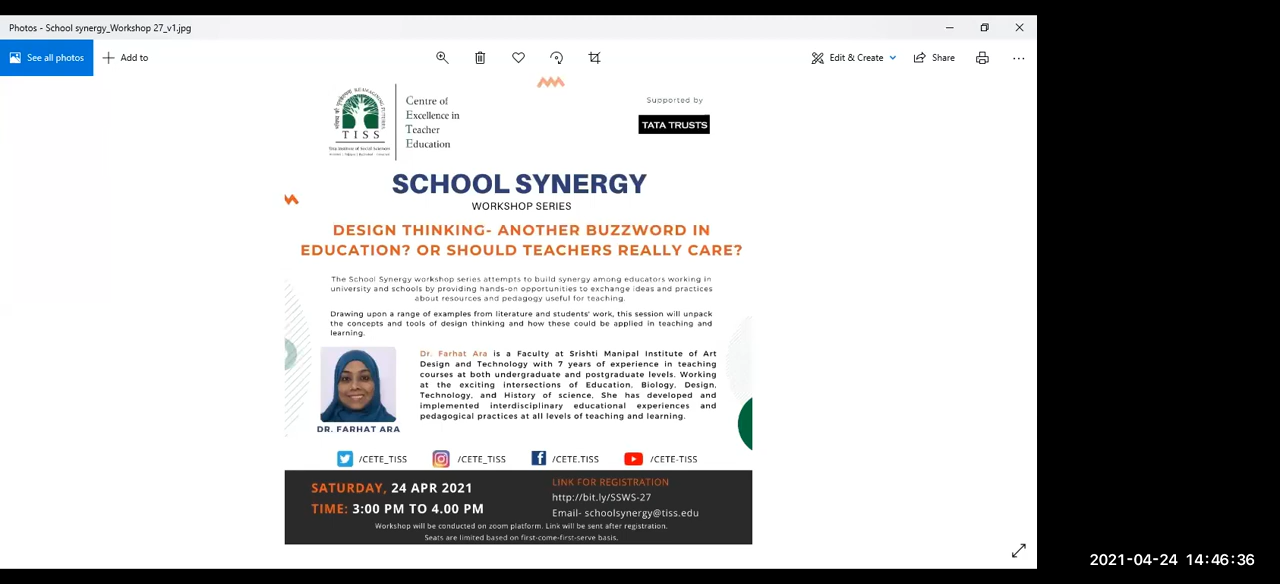 Photos - School synergy_Workshop 27_v1.jpg
See all photos
Add to
Edit & Create
Share
TISS
Tata Institute of Social Sciences
Centre of
Excellence in
Teacher
Education
Supported by
TATA TRUSTS
SCHOOL SYNERGY
WORKSHOP SERIES
DESIGN THINKING- ANOTHER BUZZWORD IN
EDUCATION? OR SHOULD TEACHERS REALLY CARE?
The School Synergy workshop series attempts to build synergy among educators working in
university and schools by providing hands-on opportunities to exchange ideas and practices
about resources and pedagogy useful for teaching.
Drawing upon a range of examples from literature and students' work, this session will unpack
the concepts and tools of design thinking and how these could be applied in teaching and
learning.
Dr. Farhat Ara is a Faculty at Srishti Manipal Institute of Art
Design and Technology with 7 years of experience in teaching
courses at both undergraduate and postgraduate levels. Working
at the exciting intersections of Education, Biology, Design,
Technology, and History of science, She has developed and
implemented interdisciplinary educational experiences and
pedagogical practices at all levels of teaching and learning.
DR. FARHAT ARA
/CETE_TISS
/CETE_TISS
/CETE.TISS
/CETE-TISS
SATURDAY, 24 APR 2021
TIME: 3:00 PM TO 4.00 PM
LINK FOR REGISTRATION
http://bit.ly/SSWS-27
Email- schoolsynergy@tiss.edu
Workshop will be conducted on zoom platform. Link will be sent after registration.
Seats are limited based on first-come-first-serve basis.
2021-04-24 14:46:36